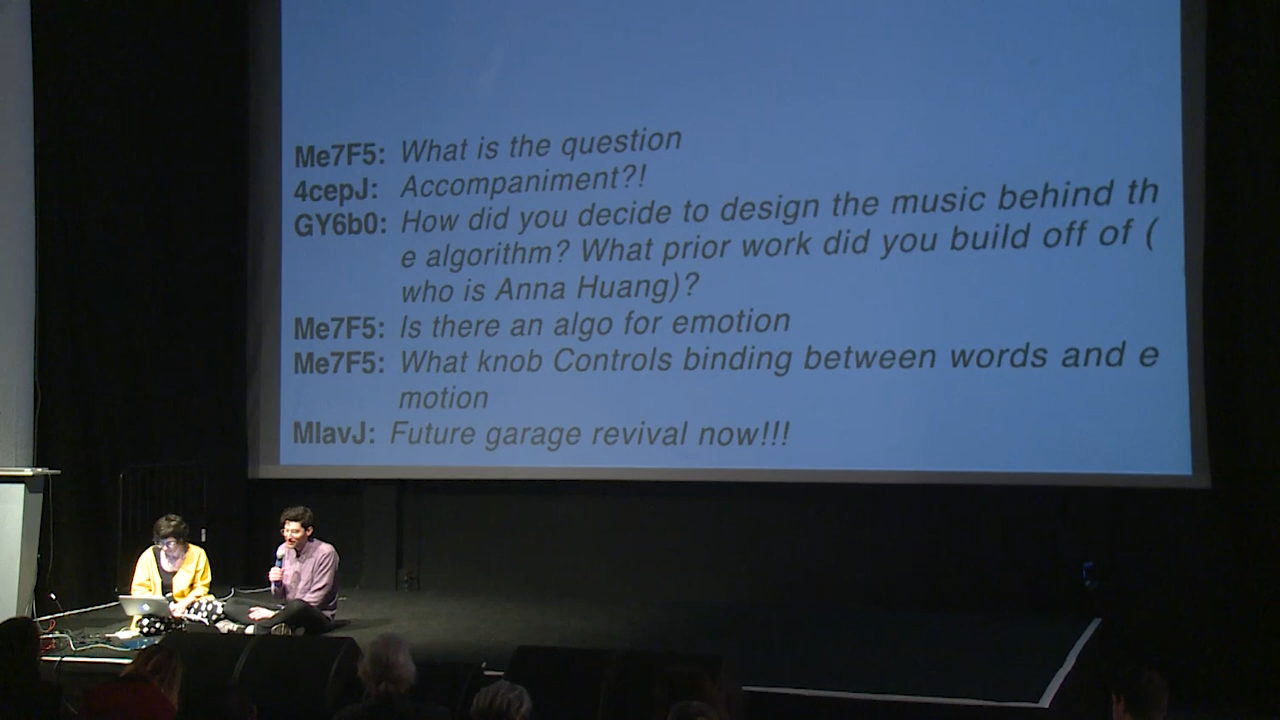 Me7F5: What is the question
4cepJ: Accompaniment?!
GY6b0: How did you decide to design the music behind th
e algorithm? What prior work did you build off of (
who is Anna Huang)?
Me7F5: Is there an algo for emotion
Me7F5: What knob Controls binding between words and e
motion
MlavJ: Future garage revival now!!!